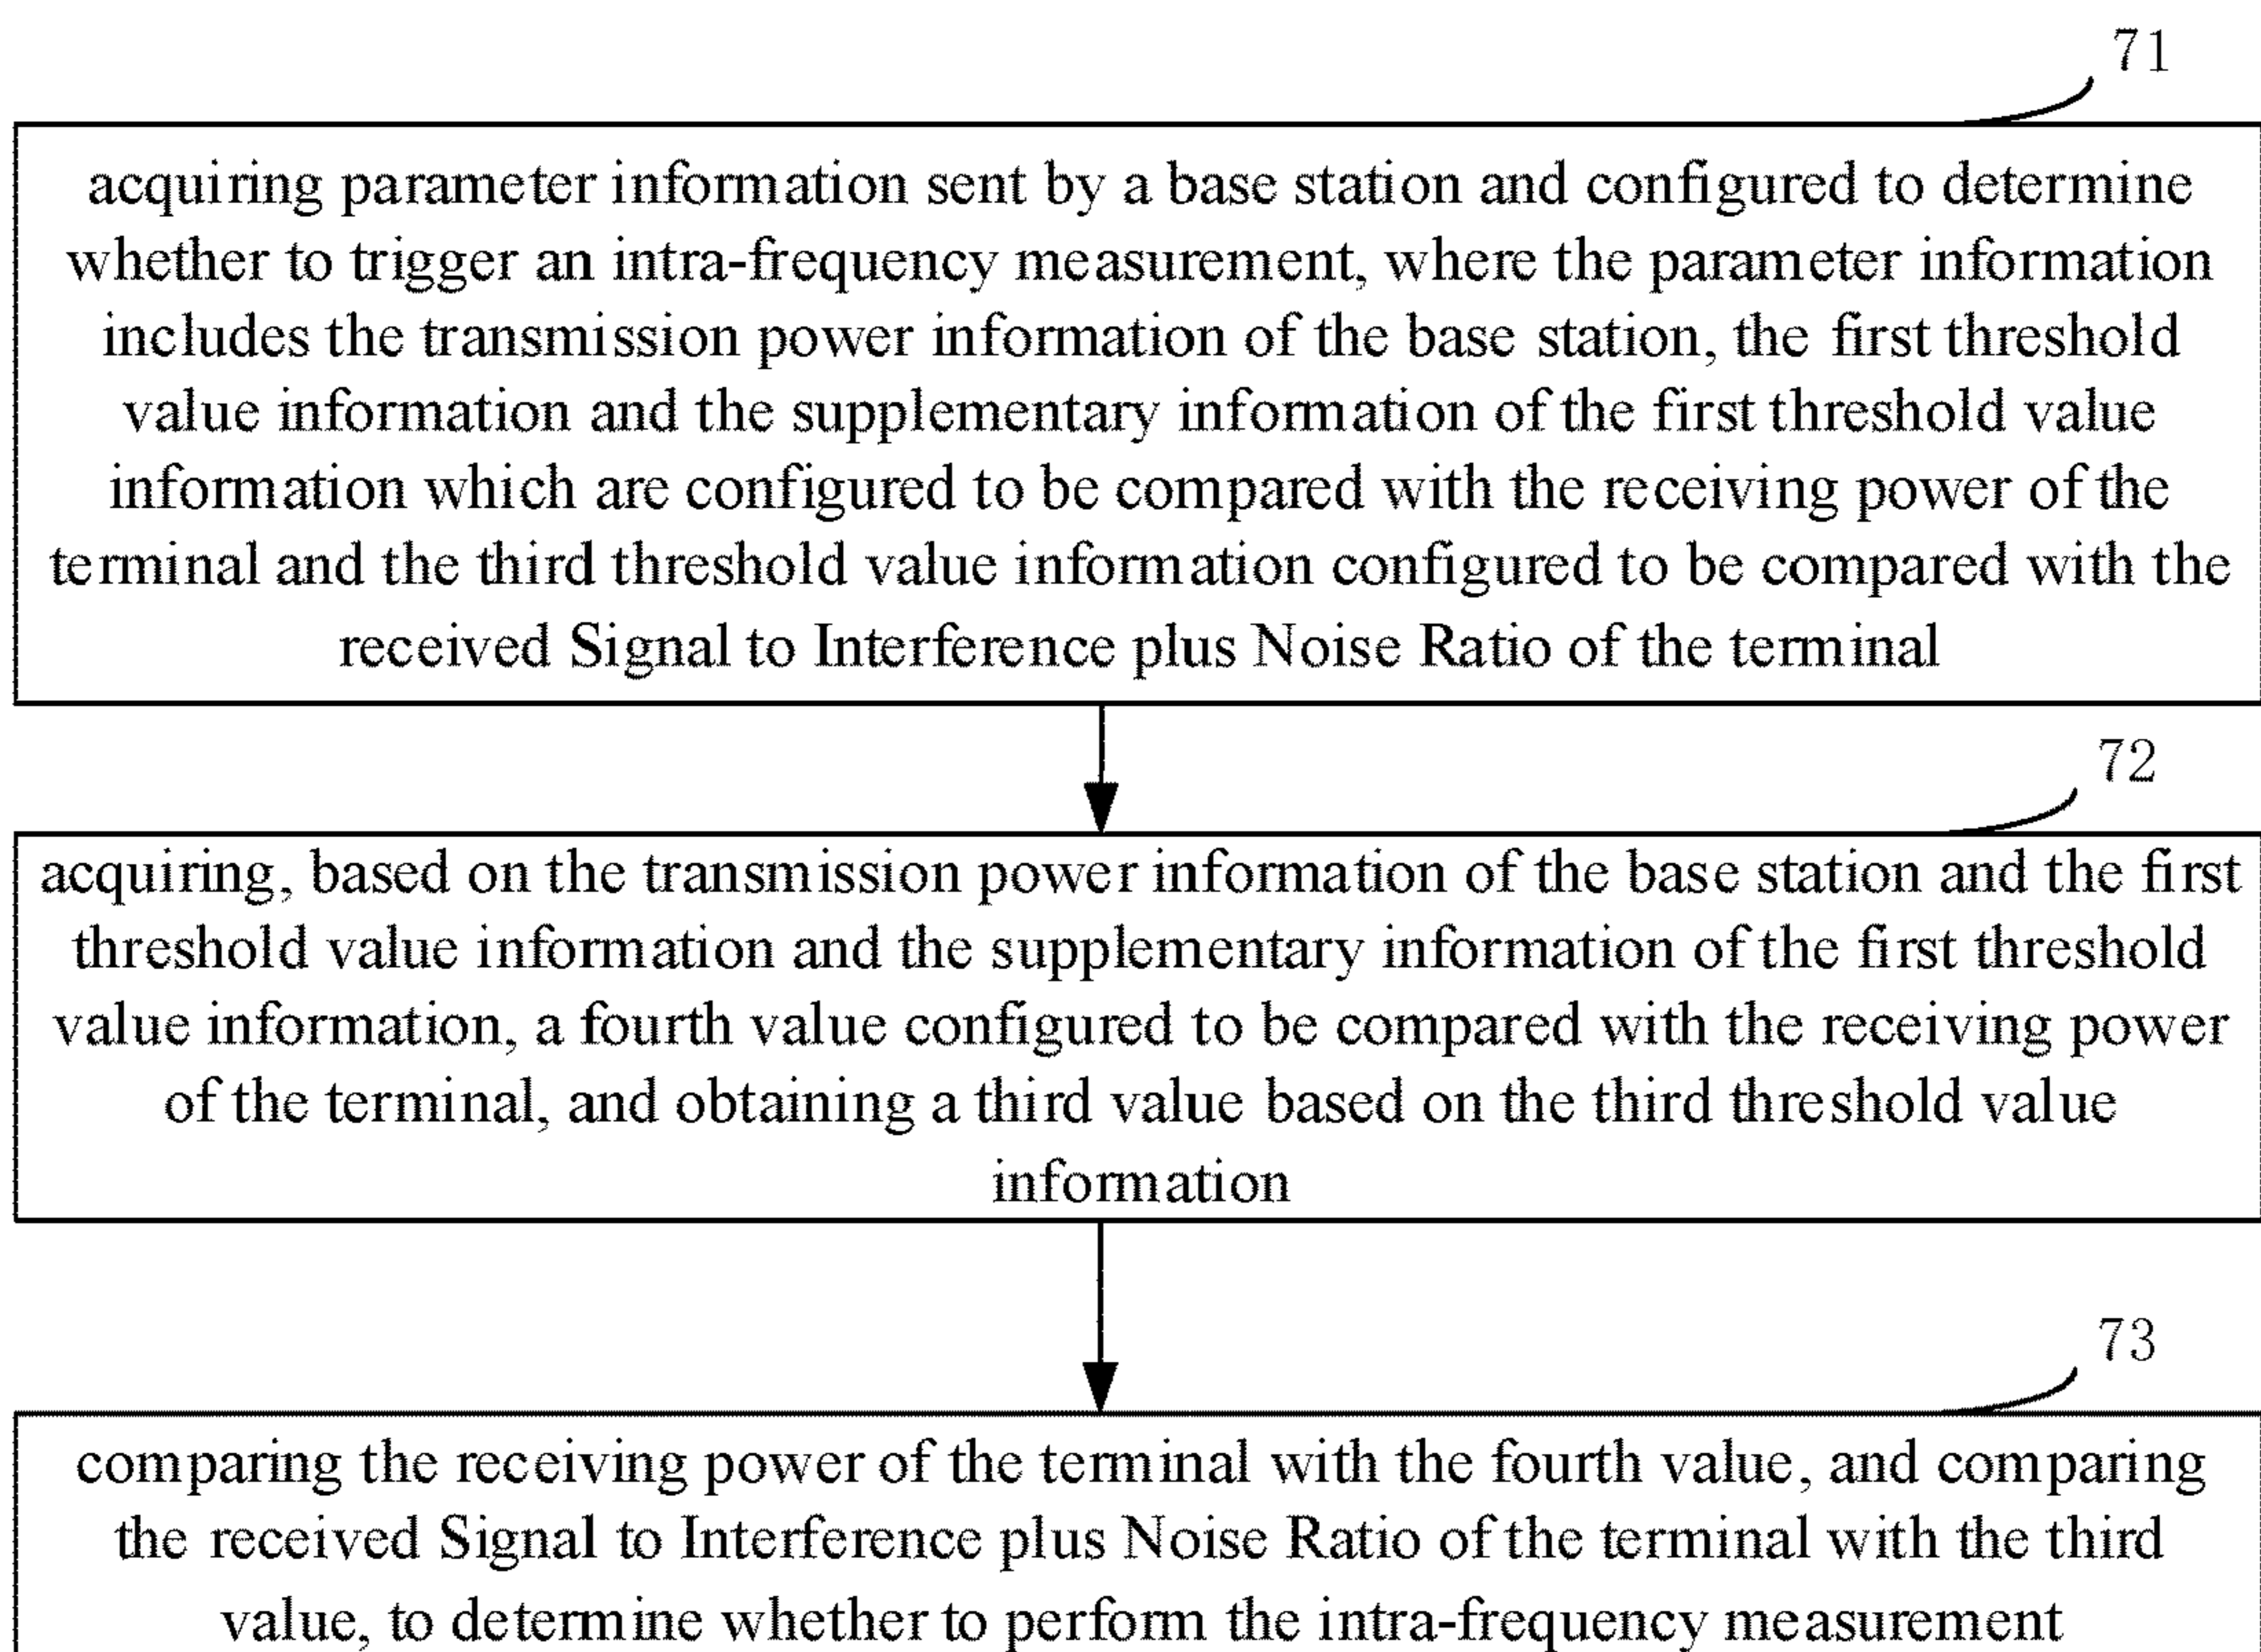 71
acquiring parameter information sent by a base station and configured to determine
whether to trigger an intra-frequency measurement, where the parameter information
includes the transmission power information of the base station, the first threshold
value information and the supplementary information of the first threshold value
information which are configured to be compared with the receiving power of the
terminal and the third threshold value information configured to be compared with the
received Signal to Interference plus Noise Ratio of the terminal
72
acquiring, based on the transmission power information of the base station and the first
threshold value information and the supplementary information of the first threshold
value information, a fourth value configured to be compared with the receiving power
of the terminal, and obtaining a third value based on the third threshold value
information
73
comparing the receiving power of the terminal with the fourth value, and comparing
the received Signal to Interference plus Noise Ratio of the terminal with the third
value, to determine whether to perform the intra-frequency measurement